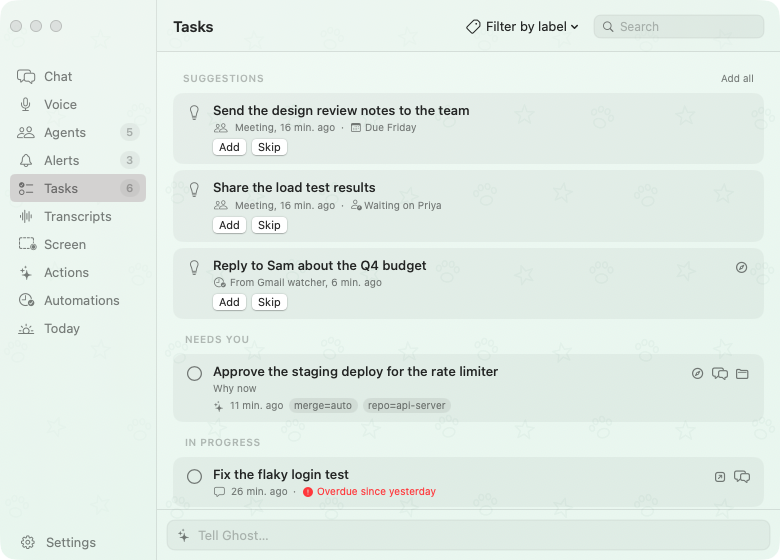 Tasks
Filter by label
Search
Chat
Voice
Agents 5
Alerts 3
Tasks 6
Transcripts
Screen
Actions
Automations
Today
Settings
SUGGESTIONS
Add all
Send the design review notes to the team
Meeting, 16 min. ago · Due Friday
Add Skip
Share the load test results
Meeting, 16 min. ago · Waiting on Priya
Add Skip
Reply to Sam about the Q4 budget
From Gmail watcher, 6 min. ago
Add Skip
NEEDS YOU
Approve the staging deploy for the rate limiter
Why now
11 min. ago merge=auto repo=api-server
IN PROGRESS
Fix the flaky login test
26 min. ago · Overdue since yesterday
Tell Ghost...